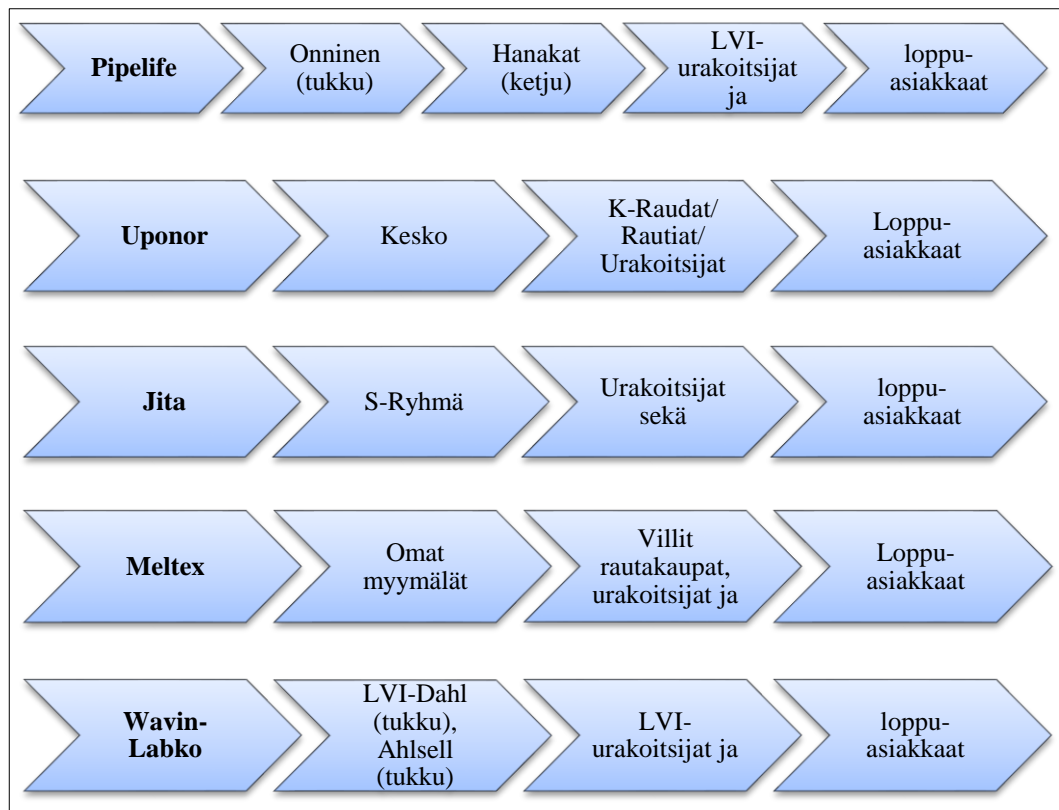 Pipelife
Onninen
(tukku)
Hanakat
(ketju)
LVI-
urakoitsijat
ja
loppu-
asiakkaat
Uponor
Kesko
K-Raudat/
Rautiat/
Urakoitsijat
Loppu-
asiakkaat
Jita
S-Ryhmä
Urakoitsijat
sekä
loppu-
asiakkaat
Meltex
Omat
myymälät
Villit
rautakaupat,
urakoitsijat ja
Loppu-
asiakkaat
Wavin-
Labko
LVI-Dahl
(tukku),
Ahlsell
(tukku)
LVI-
urakoitsijat ja
loppu-
asiakkaat